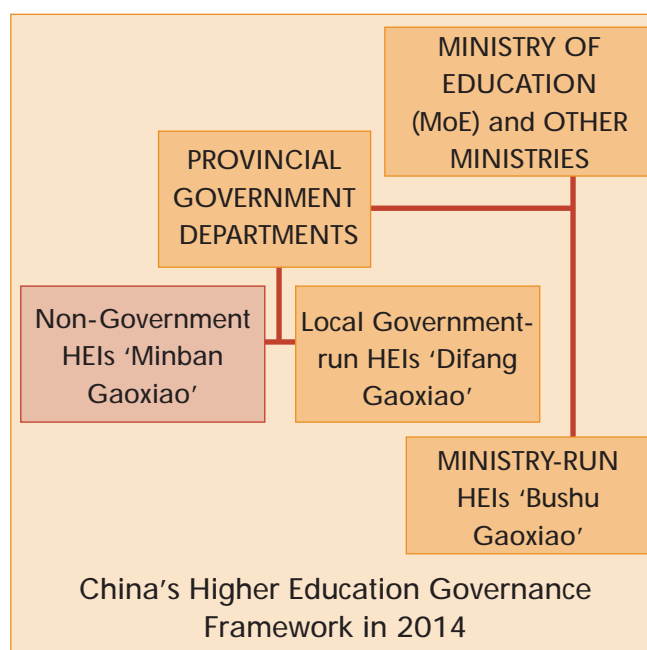 MINISTRY OF
EDUCATION
(MoE) and OTHER
MINISTRIES
PROVINCIAL
GOVERNMENT
DEPARTMENTS
Non-Government
HEIs ‘Minban
Gaoxiao’
Local Government-
run HEIs ‘Difang
Gaoxiao’
MINISTRY-RUN
HEIs ‘Bushu
Gaoxiao’
China’s Higher Education Governance
Framework in 2014